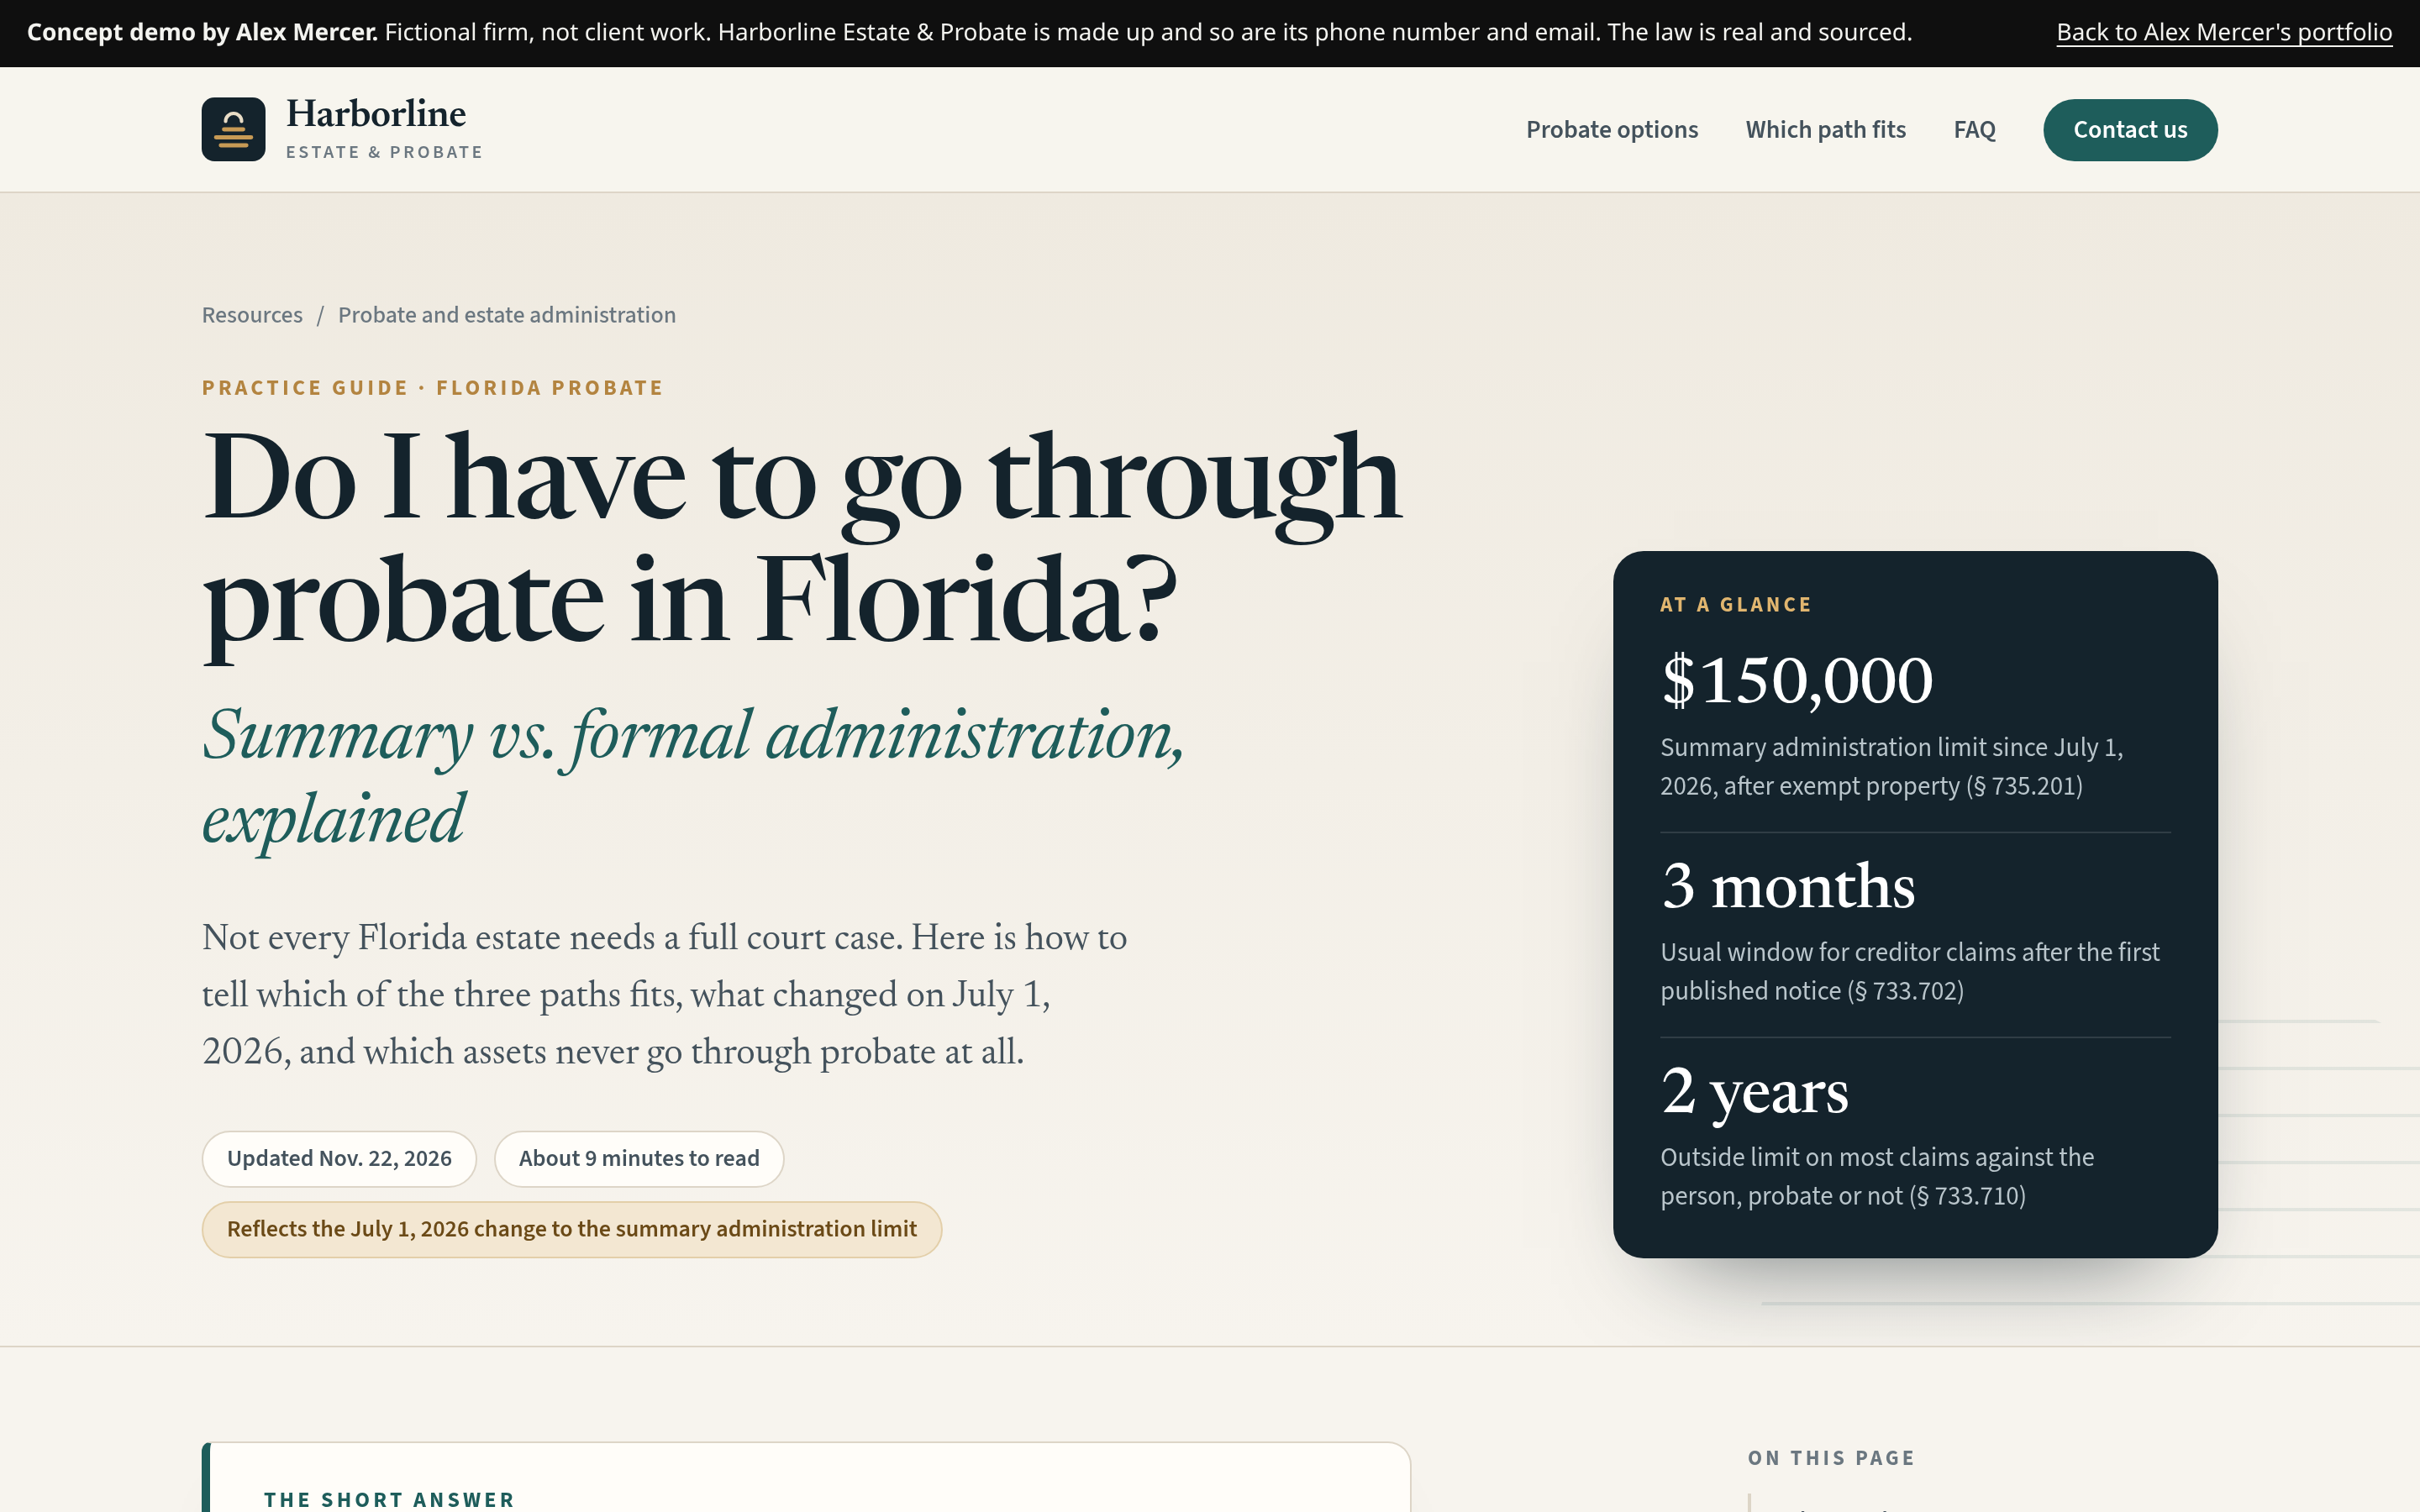 Concept demo by Alex Mercer. Fictional firm, not client work. Harborline Estate & Probate is made up and so are its phone number and email. The law is real and sourced.
Back to Alex Mercer's portfolio
Harborline
ESTATE & PROBATE
Probate options
Which path fits
FAQ
Contact us
Resources / Probate and estate administration
PRACTICE GUIDE · FLORIDA PROBATE
Do I have to go through
probate in Florida?
Summary vs. formal administration,
explained
Not every Florida estate needs a full court case. Here is how to
tell which of the three paths fits, what changed on July 1,
2026, and which assets never go through probate at all.
Updated Nov. 22, 2026
About 9 minutes to read
Reflects the July 1, 2026 change to the summary administration limit
AT A GLANCE
$150,000
Summary administration limit since July 1,
2026, after exempt property (§ 735.201)
3 months
Usual window for creditor claims after the first
published notice (§ 733.702)
2 years
Outside limit on most claims against the
person, probate or not (§ 733.710)
THE SHORT ANSWER
ON THIS PAGE